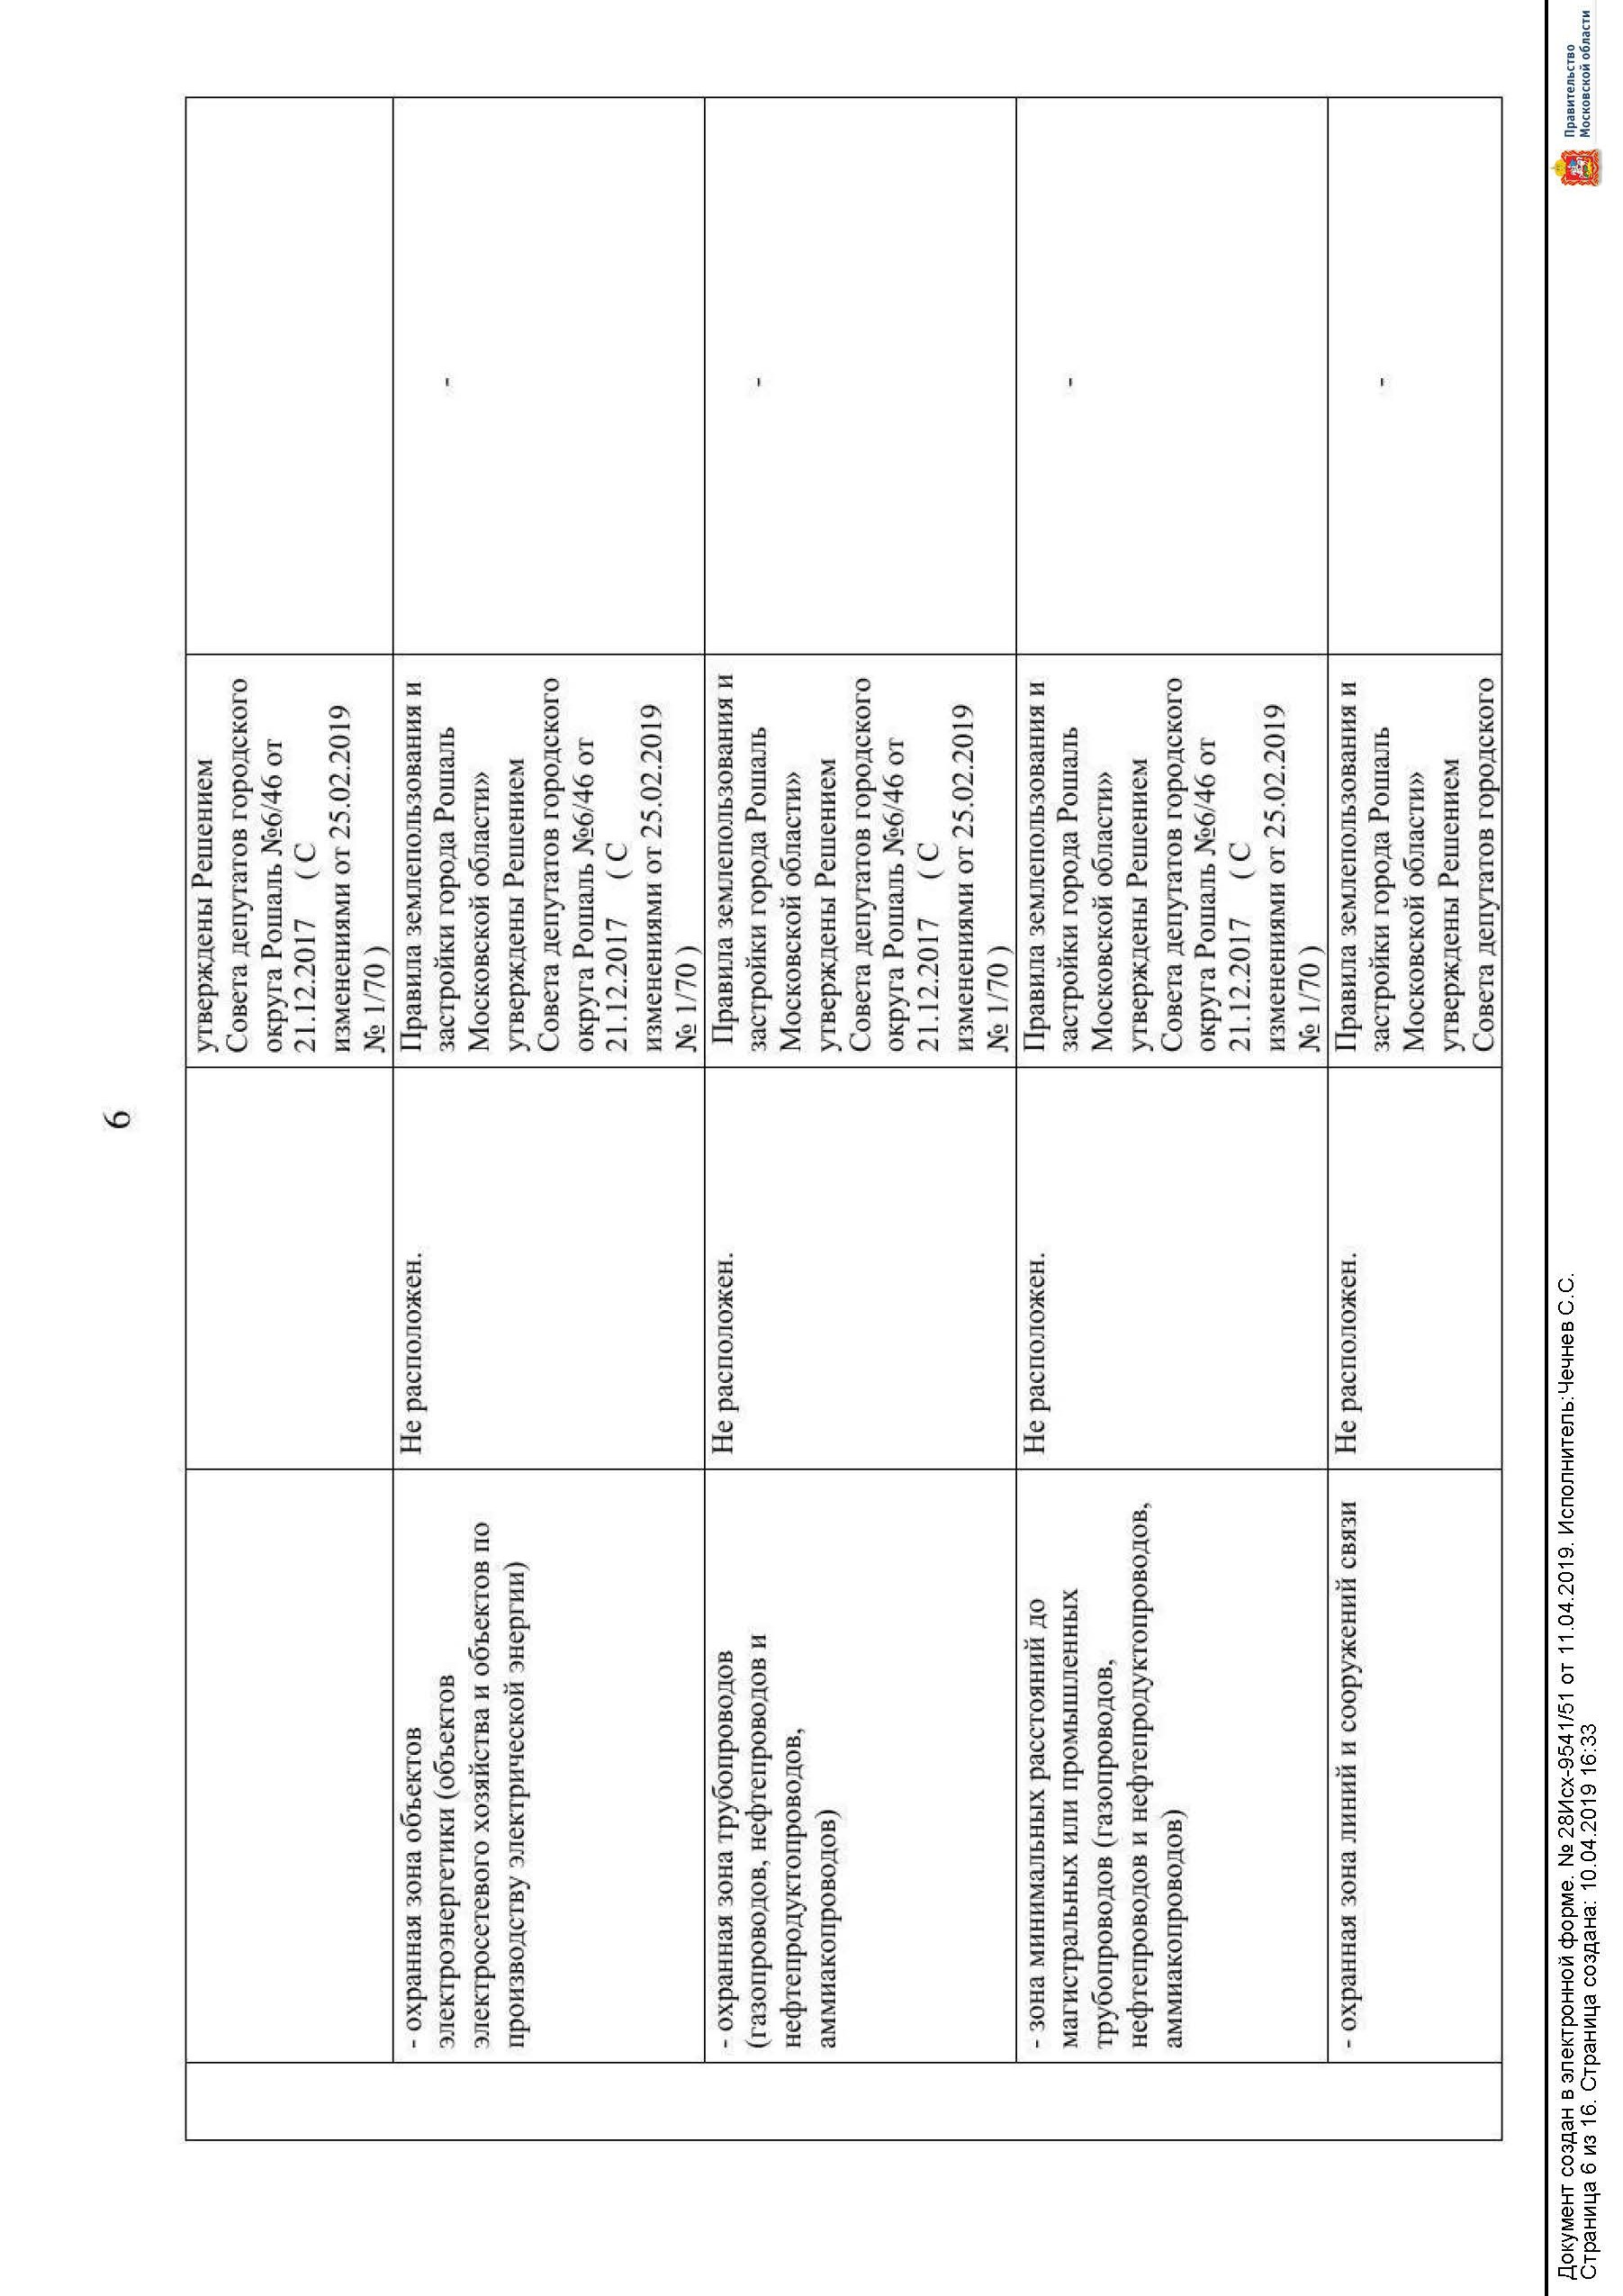 6
утверждены Решением
Совета депутатов городского
округа Рошаль №6/46 от
21.12.2017 ( С
изменениями от 25.02.2019
№ 1/70 )
- охранная зона объектов
электроэнергетики (объектов
электросетевого хозяйства и объектов по
производству электрической энергии)
Не расположен.
Правила землепользования и
застройки города Рошаль
Московской области»
утверждены Решением
Совета депутатов городского
округа Рошаль №6/46 от
21.12.2017 ( С
изменениями от 25.02.2019
№ 1/70 )
-
- охранная зона трубопроводов
(газопроводов, нефтепроводов и
нефтепродуктопроводов,
аммиакопроводов)
Не расположен.
Правила землепользования и
застройки города Рошаль
Московской области»
утверждены Решением
Совета депутатов городского
округа Рошаль №6/46 от
21.12.2017 ( С
изменениями от 25.02.2019
№ 1/70 )
-
- зона минимальных расстояний до
магистральных или промышленных
трубопроводов (газопроводов,
нефтепроводов и нефтепродуктопроводов,
аммиакопроводов)
Не расположен.
Правила землепользования и
застройки города Рошаль
Московской области»
утверждены Решением
Совета депутатов городского
округа Рошаль №6/46 от
21.12.2017 ( С
изменениями от 25.02.2019
№ 1/70 )
-
- охранная зона линий и сооружений связи
Не расположен.
Правила землепользования и
застройки города Рошаль
Московской области»
утверждены Решением
Совета депутатов городского
-
Документ создан в электронной форме. № 28Исх-9541/51 от 11.04.2019. Исполнитель:Чечнев С.С.
Страница 6 из 16. Страница создана: 10.04.2019 16:33
Правительство
Московской области